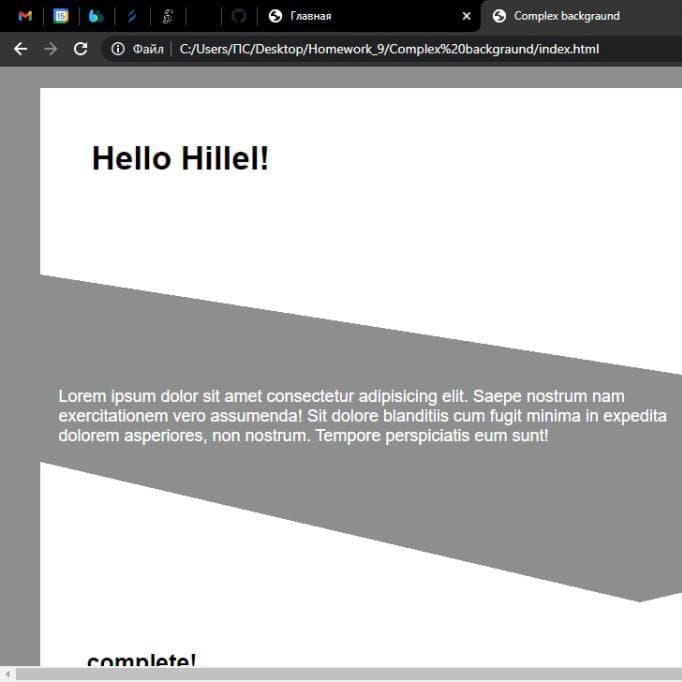 Главная
Complex backgraund
Файл C:/Users/ПС/Desktop/Homework_9/Complex%20backgraund/index.html
Hello Hillel!
Lorem ipsum dolor sit amet consectetur adipisicing elit. Saepe nostrum nam
exercitationem vero assumenda! Sit dolore blanditiis cum fugit minima in expedita
dolorem asperiores, non nostrum. Tempore perspiciatis eum sunt!
complete!